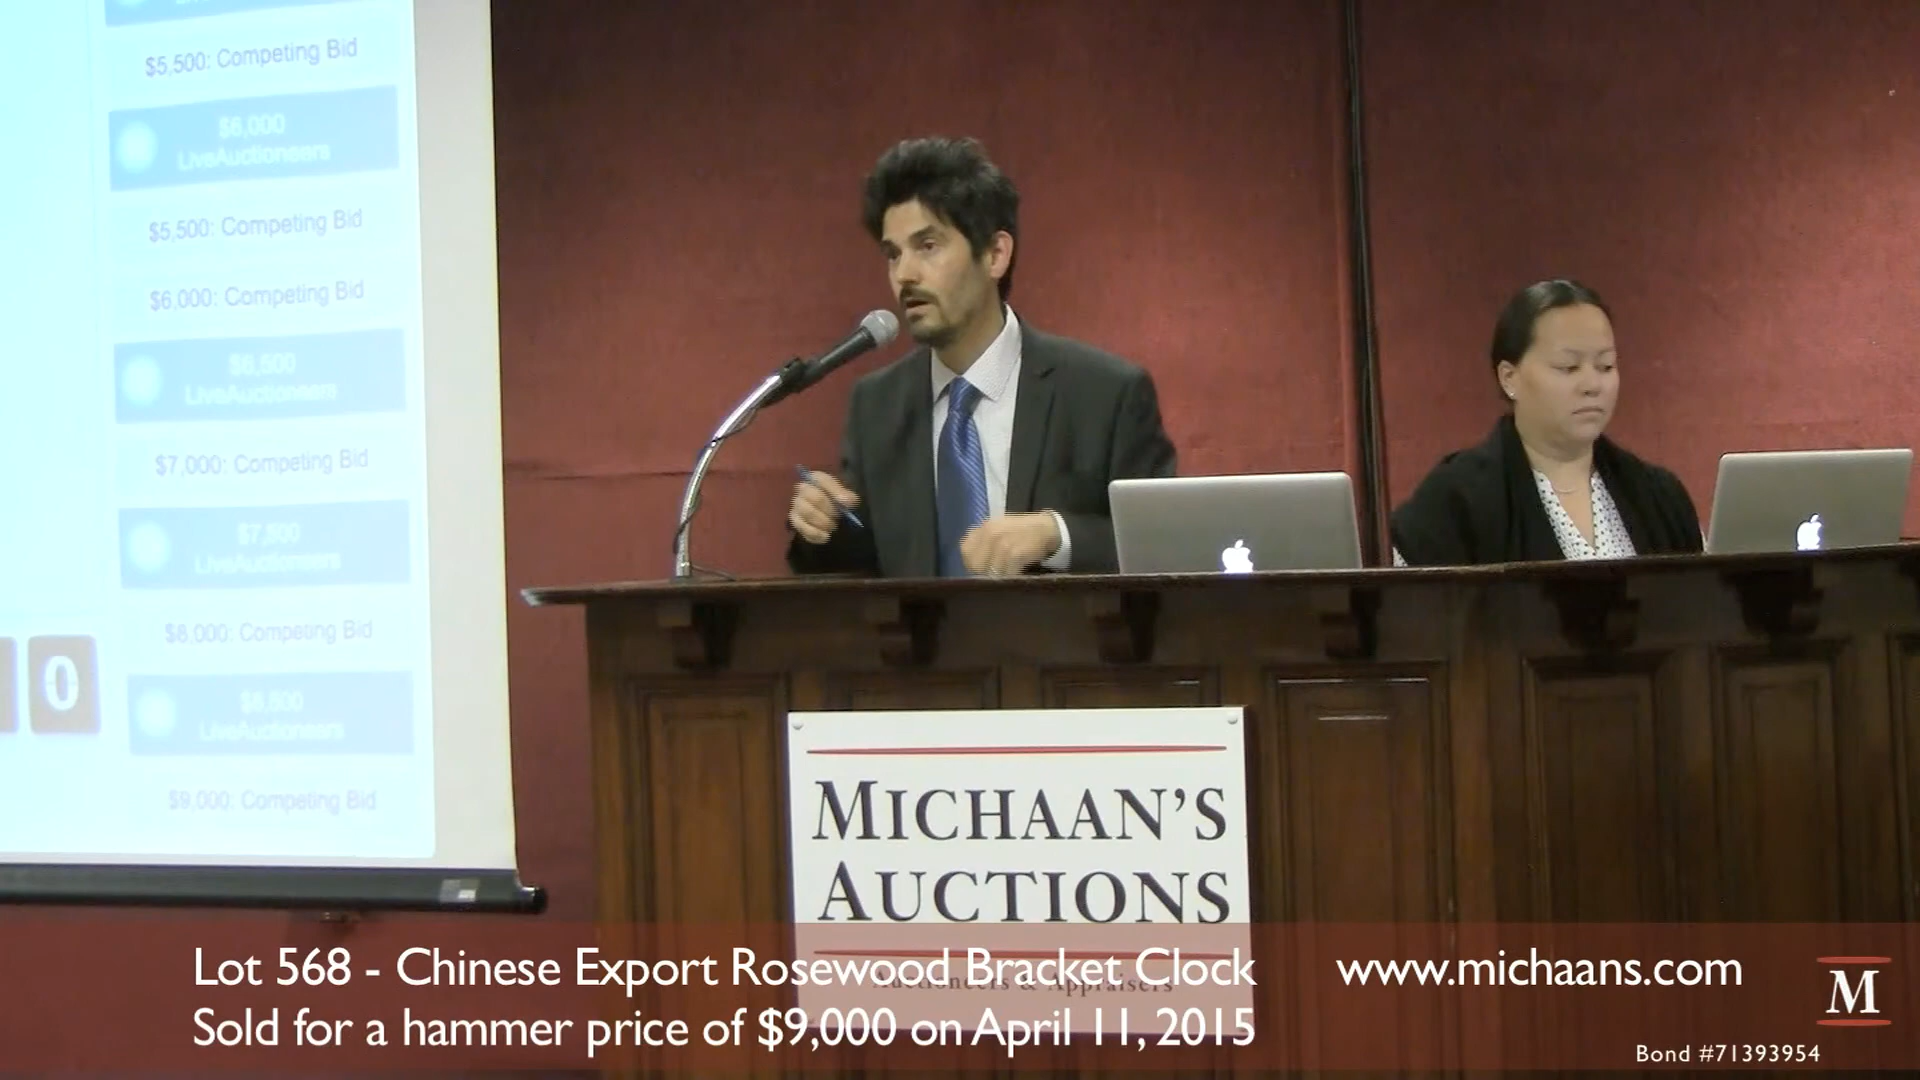 $5,500: Competing Bid
$6,000
LiveAuctioneers
$5,500: Competing Bid
$6,000: Competing Bid
$6,500
LiveAuctioneers
$7,000: Competing Bid
$7,500
LiveAuctioneers
$8,000: Competing Bid
0
$8,500
LiveAuctioneers
$9,000: Competing Bid
MICHAAN'S
AUCTIONS
Auctioneers & Appraisers
Lot 568 - Chinese Export Rosewood Bracket Clock
Sold for a hammer price of $9,000 on April 11, 2015
www.michaans.com
M
Bond #71393954